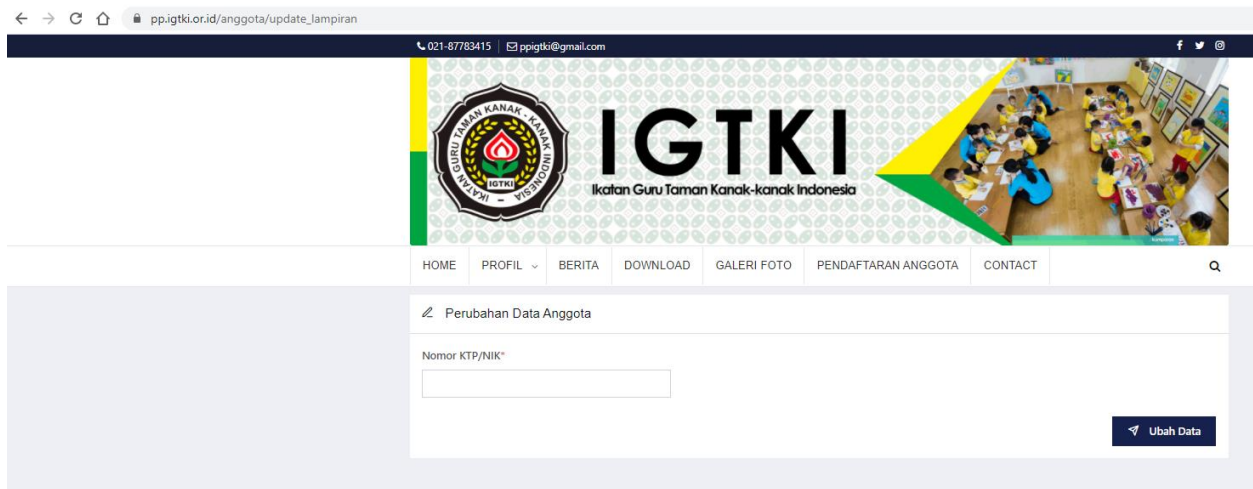 pp.igtki.or.id/anggota/update_lampiran
021-87783415 ppigtki@gmail.com
IKATAN GURU TAMAN KANAK - KANAK INDONESIA
IGTKI
IGTKI
Ikatan Guru Taman Kanak-kanak Indonesia
HOME PROFIL BERITA DOWNLOAD GALERI FOTO PENDAFTARAN ANGGOTA CONTACT
Perubahan Data Anggota
Nomor KTP/NIK*
Ubah Data